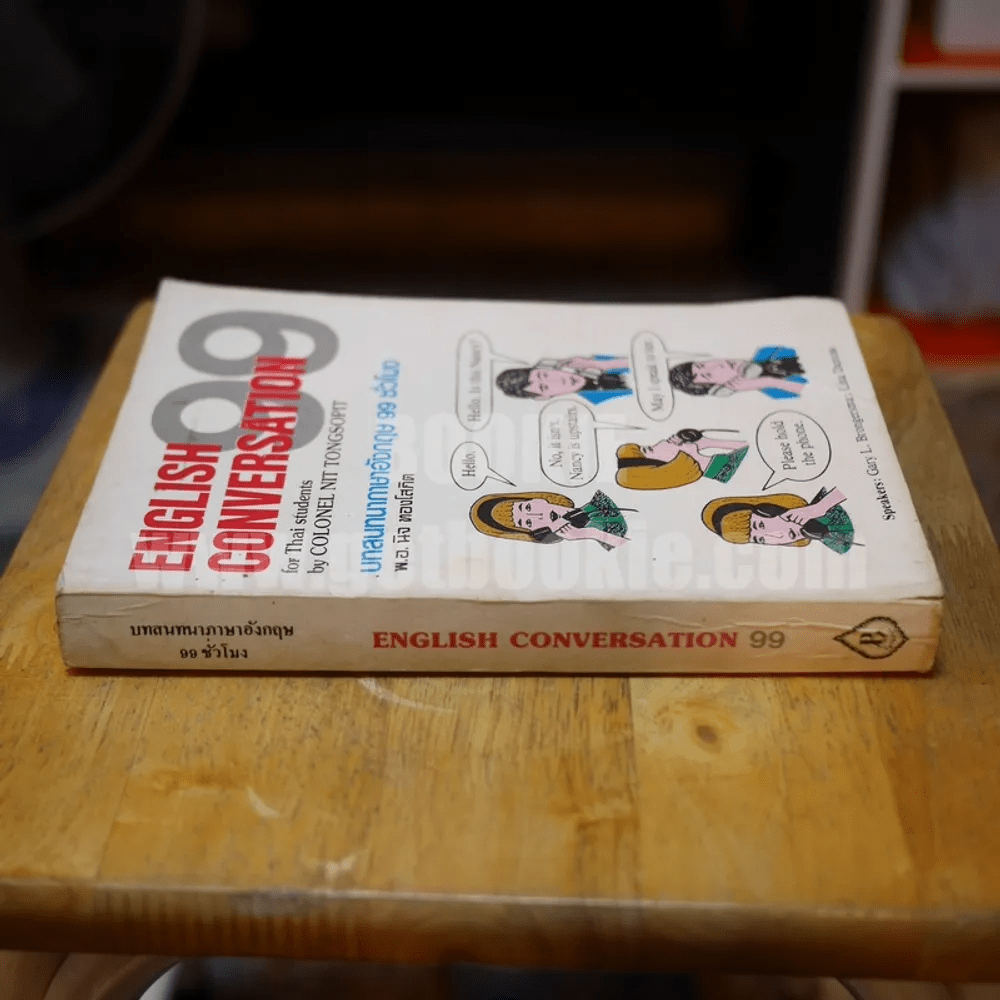 99
ENGLISH
CONVERSATION
for Thai students
by COLONEL NIT TONGSOPIT
บทสนทนาภาษาอังกฤษ 99 ชั่วโมง
พ.อ. นิจ ทองโสภิต
Hello.
Hello. Is this Nancy?
No, it isn't.
Nancy is upstairs.
May I speak to her?
Please hold
the phone.
Speakers: Gary L.
บทสนทนาภาษาอังกฤษ
๙๙ ชั่วโมง
ENGLISH CONVERSATION 99